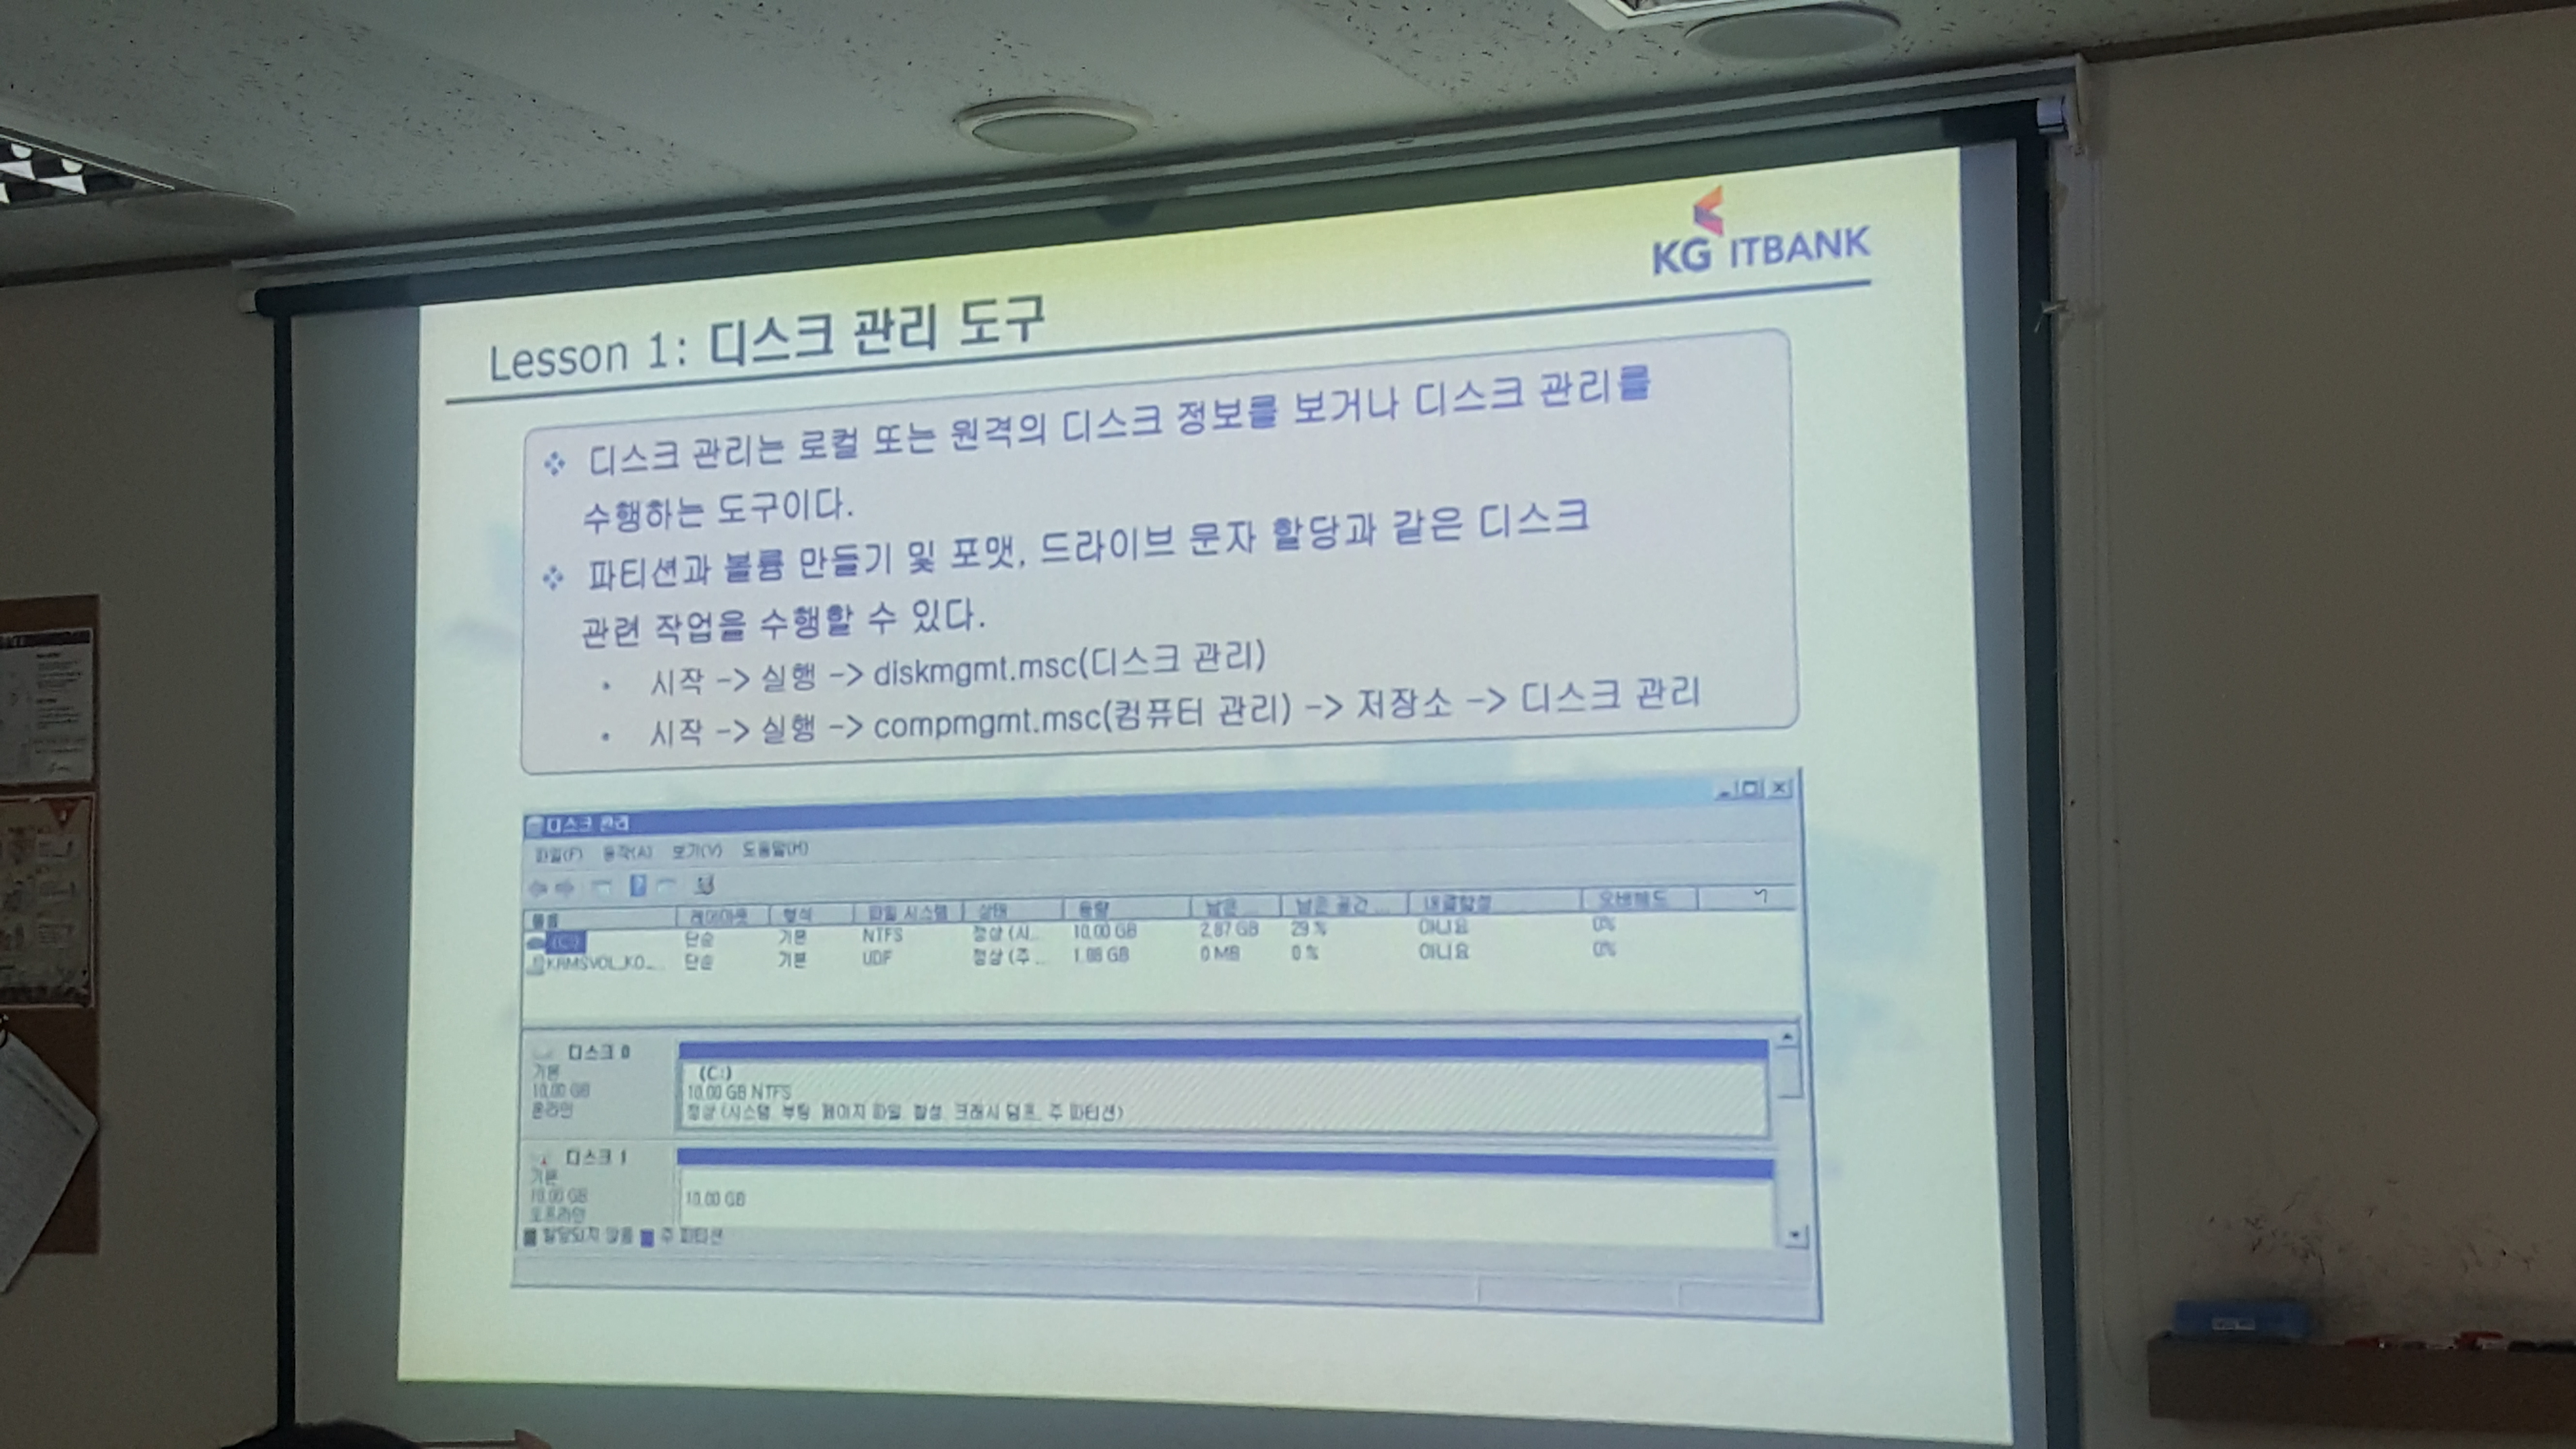 KG ITBANK
Lesson 1: 디스크 관리 도구
❖ 디스크 관리는 로컬 또는 원격의 디스크 정보를 보거나 디스크 관리를
수행하는 도구이다.
❖ 파티션과 볼륨 만들기 및 포맷, 드라이브 문자 할당과 같은 디스크
관련 작업을 수행할 수 있다.
• 시작 -> 실행 -> diskmgmt.msc(디스크 관리)
• 시작 -> 실행 -> compmgmt.msc(컴퓨터 관리) -> 저장소 -> 디스크 관리
디스크 관리
파일(F) 동작(A) 보기(V) 도움말(H)
볼륨 레이아웃 형식 파일 시스템 상태 용량 남은 ... 남은 공간 ... 내결함성 오버헤드
(C:) 단순 기본 NTFS 정상 (시... 10.00 GB 2.87 GB 29 % 아니요 0%
KRMSVOL_KO_... 단순 기본 UDF 정상 (주 ... 1.08 GB 0 MB 0 % 아니요 0%
디스크 0
기본
10.00 GB
온라인
(C:)
10.00 GB NTFS
정상 (시스템, 부팅, 페이지 파일, 활성, 크래시 덤프, 주 파티션)
디스크 1
기본
10.00 GB
오프라인
10.00 GB
할당되지 않음 주 파티션